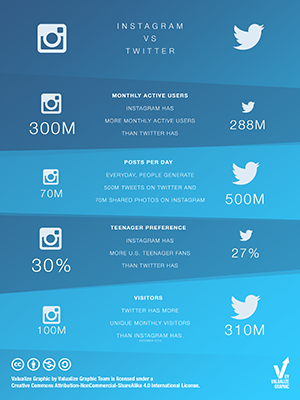 INSTAGRAM
VS
TWITTER
MONTHLY ACTIVE USERS
INSTAGRAM HAS
MORE MONTHLY ACTIVE USERS
THAN TWITTER HAS
300M
288M
POSTS PER DAY
EVERYDAY, PEOPLE GENERATE
500M TWEETS ON TWITTER AND
70M SHARED PHOTOS ON INSTAGRAM
70M
500M
TEENAGER PREFERENCE
INSTAGRAM HAS
MORE U.S. TEENAGER FANS
THAN TWITTER HAS
30%
27%
VISITORS
TWITTER HAS MORE
UNIQUE MONTHLY VISITORS
THAN INSTAGRAM HAS.
100M
310M
Valualize Graphic by Valualize Graphic Team is licensed under a
Creative Commons Attribution-NonCommercial-ShareAlike 4.0 International License.
V BY
VALUALIZE
GRAPHIC